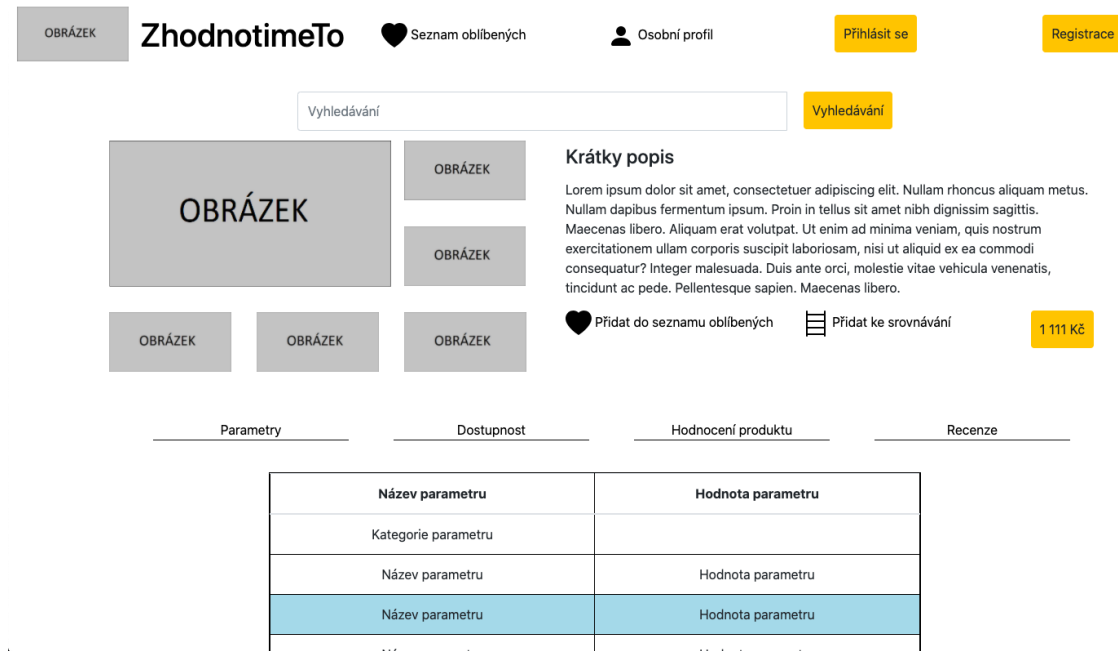 OBRÁZEK
ZhodnotimeTo
Seznam oblíbených
Osobní profil
Přihlásit se
Registrace
Vyhledávání
Vyhledávání
OBRÁZEK
OBRÁZEK
OBRÁZEK
OBRÁZEK
OBRÁZEK
OBRÁZEK
Krátky popis
Lorem ipsum dolor sit amet, consectetuer adipiscing elit. Nullam rhoncus aliquam metus.
Nullam dapibus fermentum ipsum. Proin in tellus sit amet nibh dignissim sagittis.
Maecenas libero. Aliquam erat volutpat. Ut enim ad minima veniam, quis nostrum
exercitationem ullam corporis suscipit laboriosam, nisi ut aliquid ex ea commodi
consequatur? Integer malesuada. Duis ante orci, molestie vitae vehicula venenatis,
tincidunt ac pede. Pellentesque sapien. Maecenas libero.
Přidat do seznamu oblíbených
Přidat ke srovnávání
1 111 Kč
Parametry
Dostupnost
Hodnocení produktu
Recenze
Název parametru
Hodnota parametru
Kategorie parametru
Název parametru
Hodnota parametru
Název parametru
Hodnota parametru